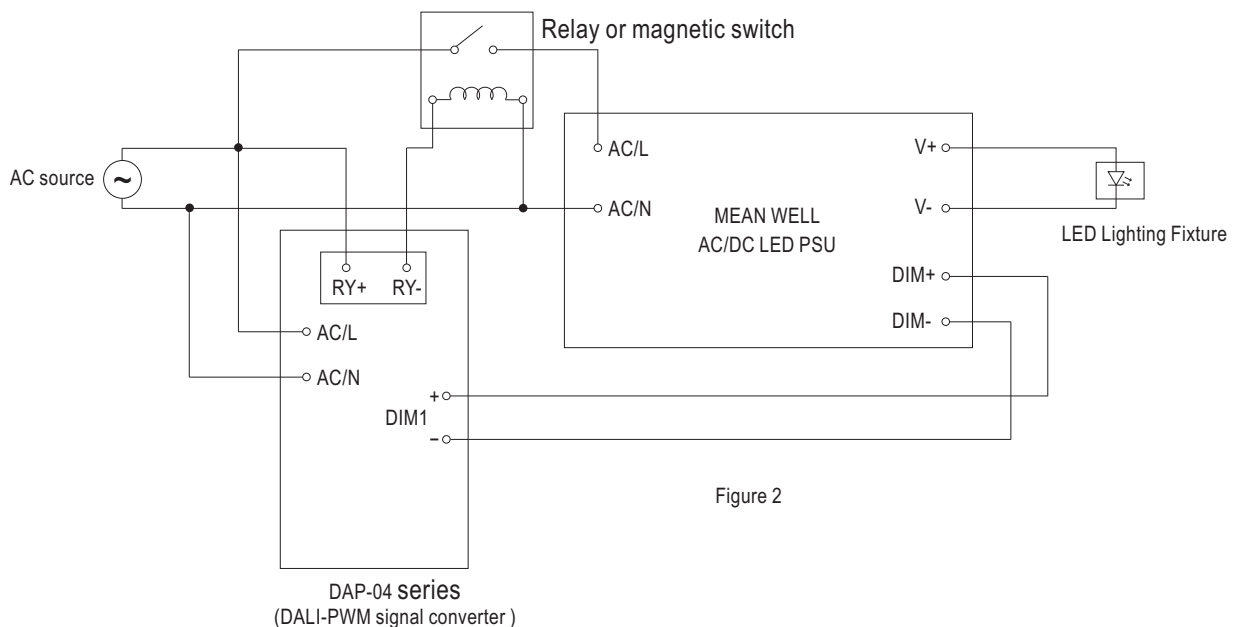 Relay or magnetic switch
AC source
~
AC/L
AC/N
MEAN WELL
AC/DC LED PSU
V+
V-
DIM+
DIM-
LED Lighting Fixture
RY+ RY-
AC/L
AC/N
+
DIM1
−
Figure 2
DAP-04 series
(DALI-PWM signal converter )